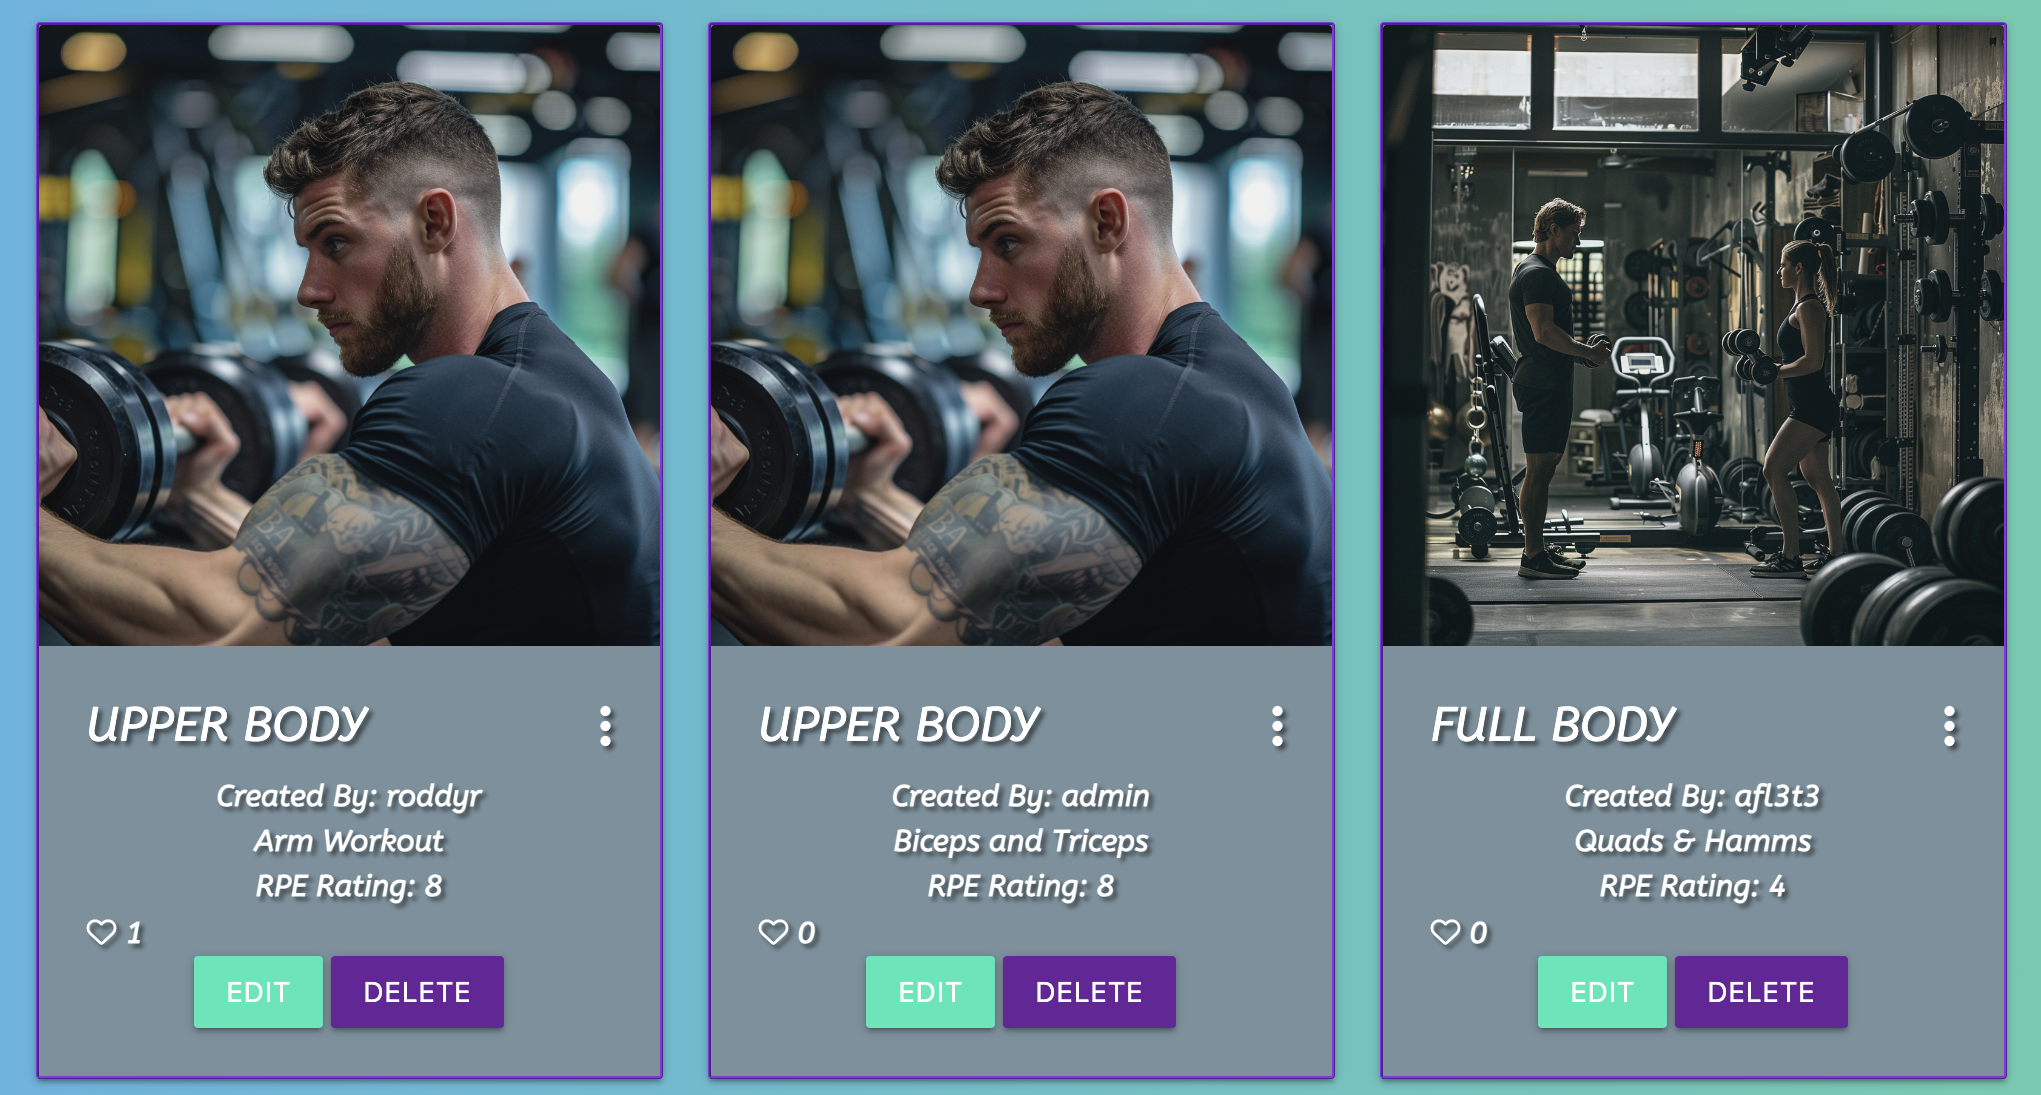 UPPER BODY
Created By: roddyr
Arm Workout
RPE Rating: 8
1
EDIT DELETE
UPPER BODY
Created By: admin
Biceps and Triceps
RPE Rating: 8
0
EDIT DELETE
FULL BODY
Created By: afl3t3
Quads & Hamms
RPE Rating: 4
0
EDIT DELETE